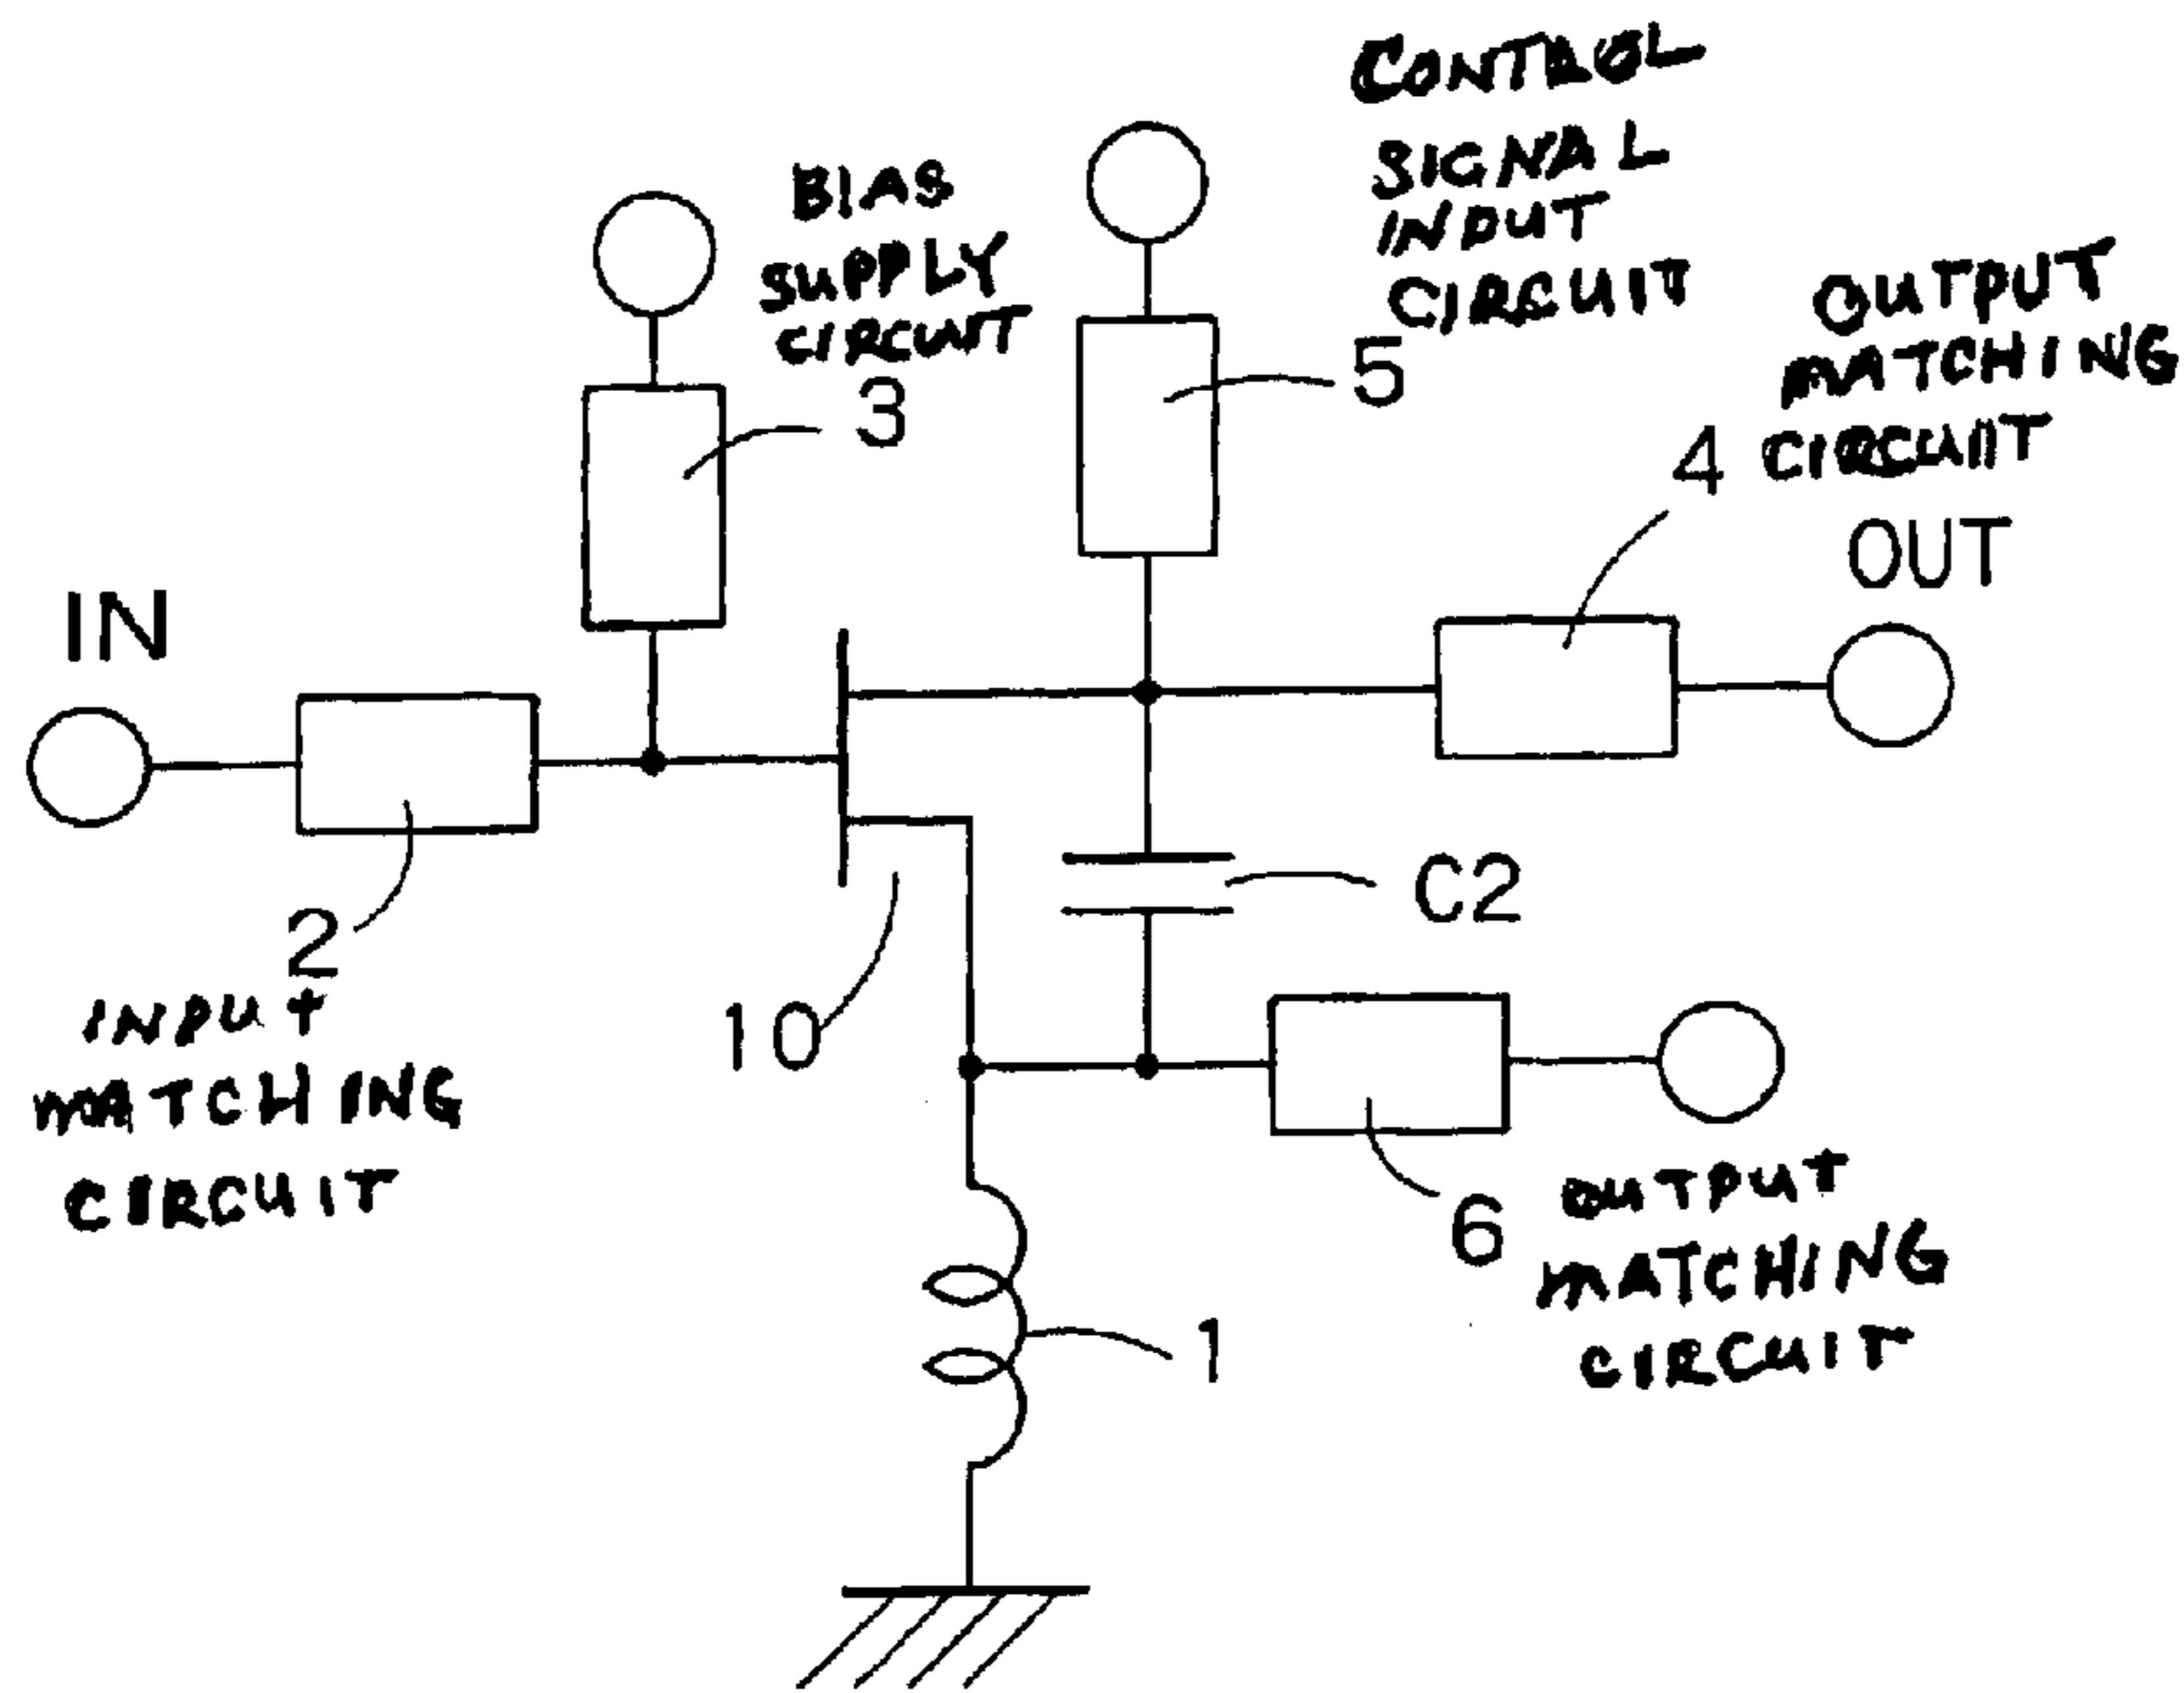 CONTROL
SIGNAL
INPUT
CIRCUIT
5
BIAS
SUPPLY
CIRCUIT
3
OUTPUT
MATCHING
CIRCUIT
4
OUT
IN
2
INPUT
MATCHING
CIRCUIT
10
C2
6
OUTPUT
MATCHING
CIRCUIT
1